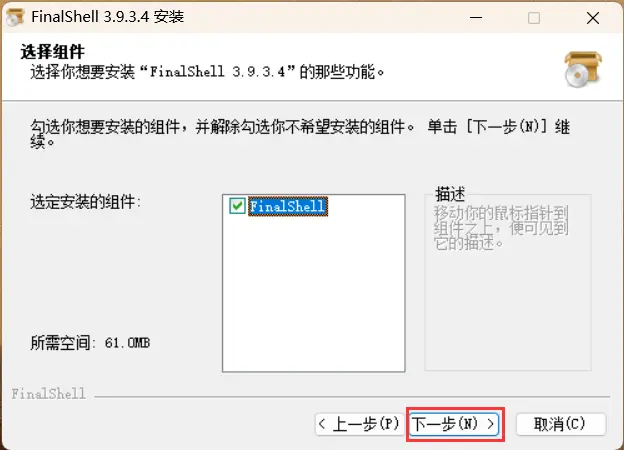 FinalShell 3.9.3.4 安装
选择组件
选择你想要安装“FinalShell 3.9.3.4”的那些功能。
勾选你想要安装的组件，并解除勾选你不希望安装的组件。 单击 [下一步(N)] 继
续。
选定安装的组件:
FinalShell
描述
移动你的鼠标指针到
组件之上，便可见到
它的描述。
所需空间: 61.0MB
FinalShell
< 上一步(P)
下一步(N) >
取消(C)